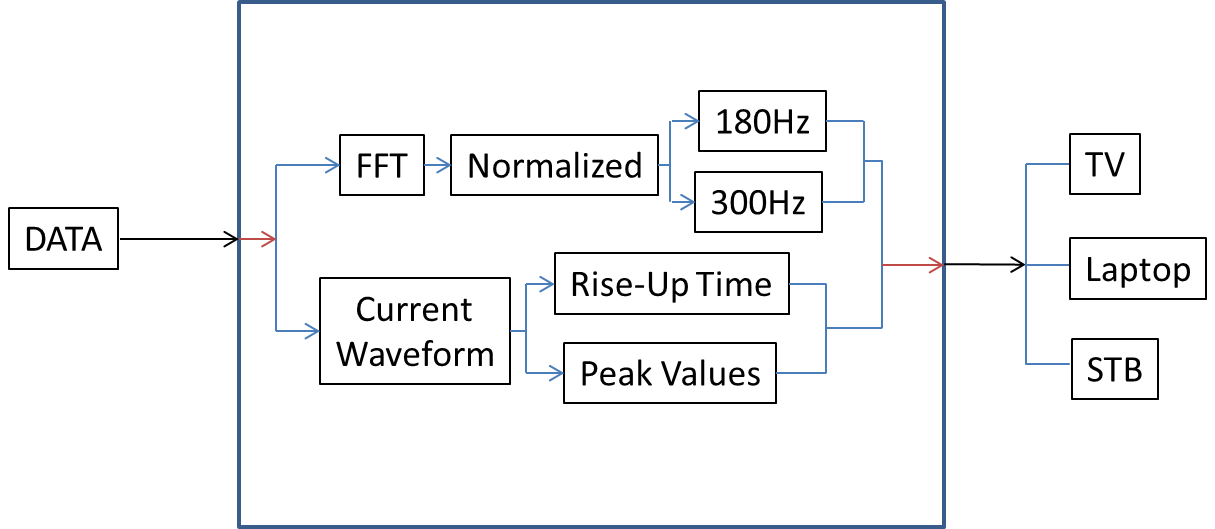 DATA
FFT
Normalized
180Hz
300Hz
Current
Waveform
Rise-Up Time
Peak Values
TV
Laptop
STB